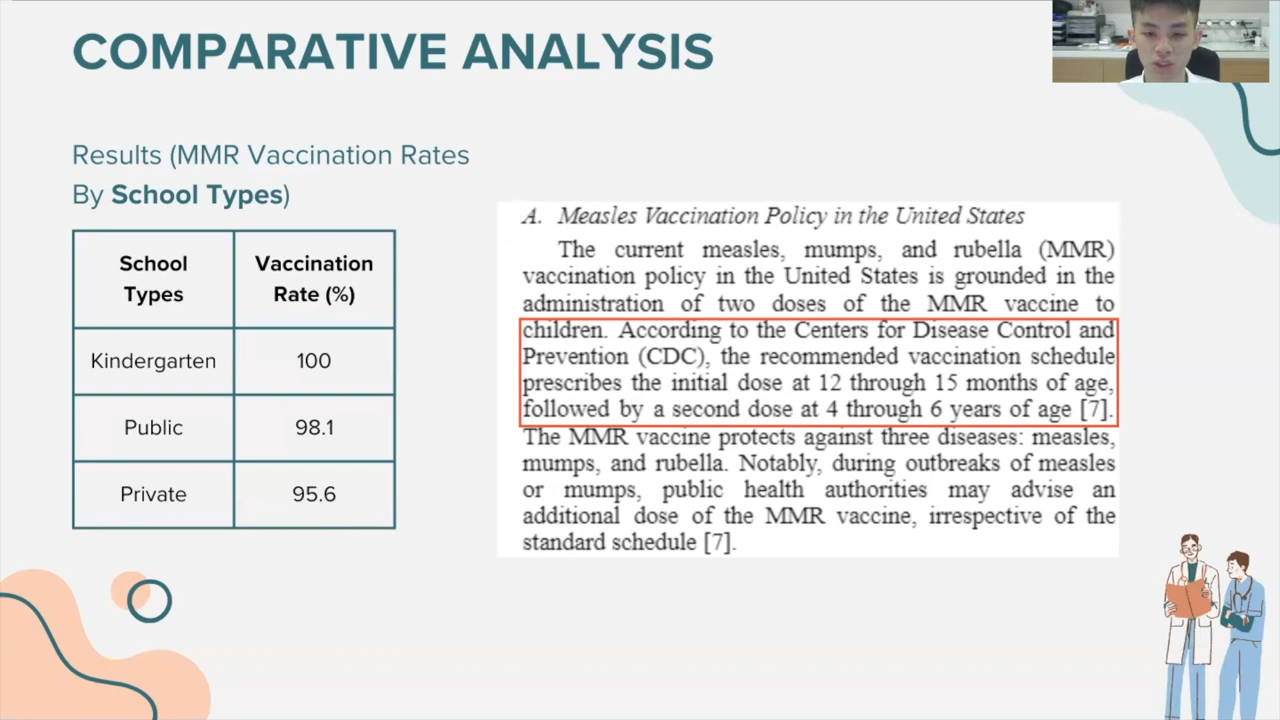 COMPARATIVE ANALYSIS
Results (MMR Vaccination Rates
By School Types)
School Types Vaccination Rate (%)
Kindergarten 100
Public 98.1
Private 95.6
A. Measles Vaccination Policy in the United States
The current measles, mumps, and rubella (MMR)
vaccination policy in the United States is grounded in the
administration of two doses of the MMR vaccine to
children. According to the Centers for Disease Control and
Prevention (CDC), the recommended vaccination schedule
prescribes the initial dose at 12 through 15 months of age,
followed by a second dose at 4 through 6 years of age [7].
The MMR vaccine protects against three diseases: measles,
mumps, and rubella. Notably, during outbreaks of measles
or mumps, public health authorities may advise an
additional dose of the MMR vaccine, irrespective of the
standard schedule [7].